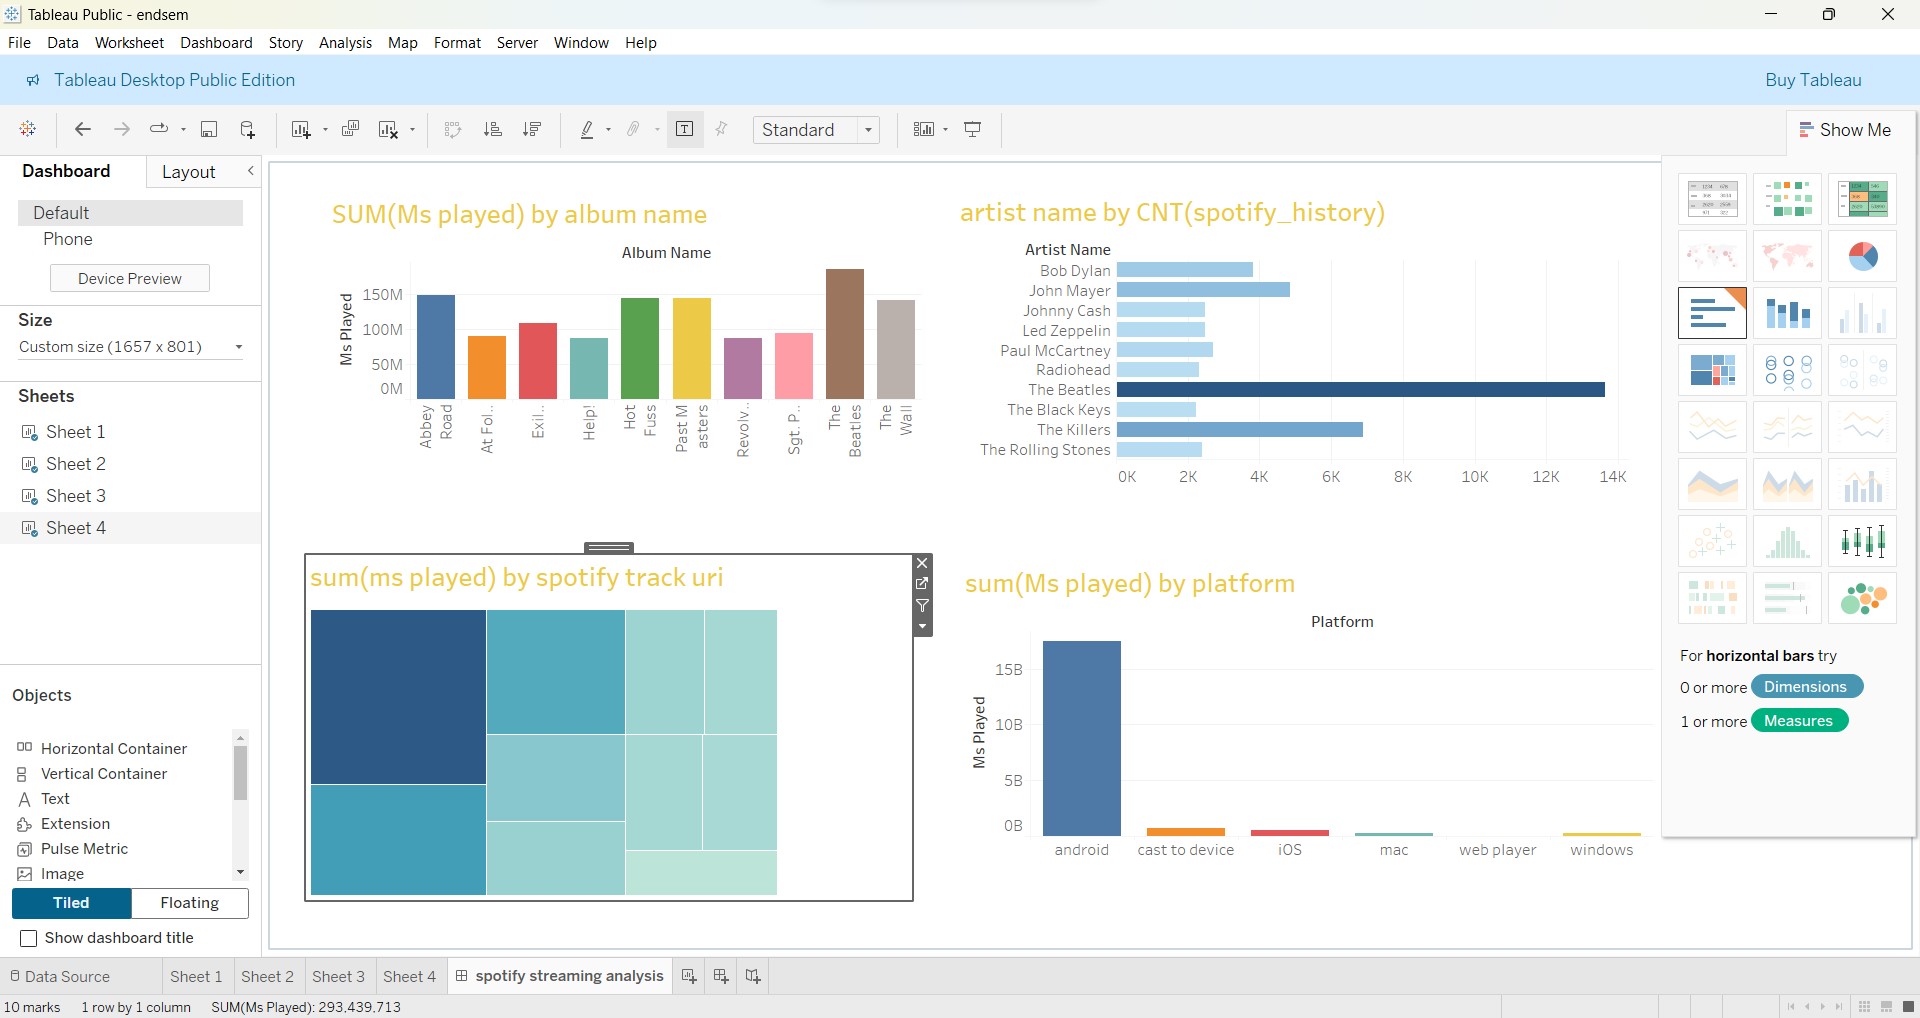 Tableau Public - endsem
File Data Worksheet Dashboard Story Analysis Map Format Server Window Help
Tableau Desktop Public Edition
Buy Tableau
Standard
Show Me
Dashboard Layout
Default
Phone
Device Preview
Size
Custom size (1657 x 801)
Sheets
Sheet 1
Sheet 2
Sheet 3
Sheet 4
Objects
Horizontal Container
Vertical Container
Text
Extension
Pulse Metric
Image
Tiled Floating
Show dashboard title
SUM(Ms played) by album name
Album Name
Ms Played
150M
100M
50M
0M
Abbey Road
At Fol..
Exil..
Help!
Hot Fuss
Past Masters
Revolv..
Sgt. P..
The Beatles
The Wall
artist name by CNT(spotify_history)
Artist Name
Bob Dylan
John Mayer
Johnny Cash
Led Zeppelin
Paul McCartney
Radiohead
The Beatles
The Black Keys
The Killers
The Rolling Stones
0K 2K 4K 6K 8K 10K 12K 14K
sum(ms played) by spotify track uri
sum(Ms played) by platform
Platform
Ms Played
15B
10B
5B
0B
android cast to device iOS mac web player windows
For horizontal bars try
0 or more Dimensions
1 or more Measures
Data Source Sheet 1 Sheet 2 Sheet 3 Sheet 4 spotify streaming analysis
10 marks 1 row by 1 column SUM(Ms Played): 293,439,713